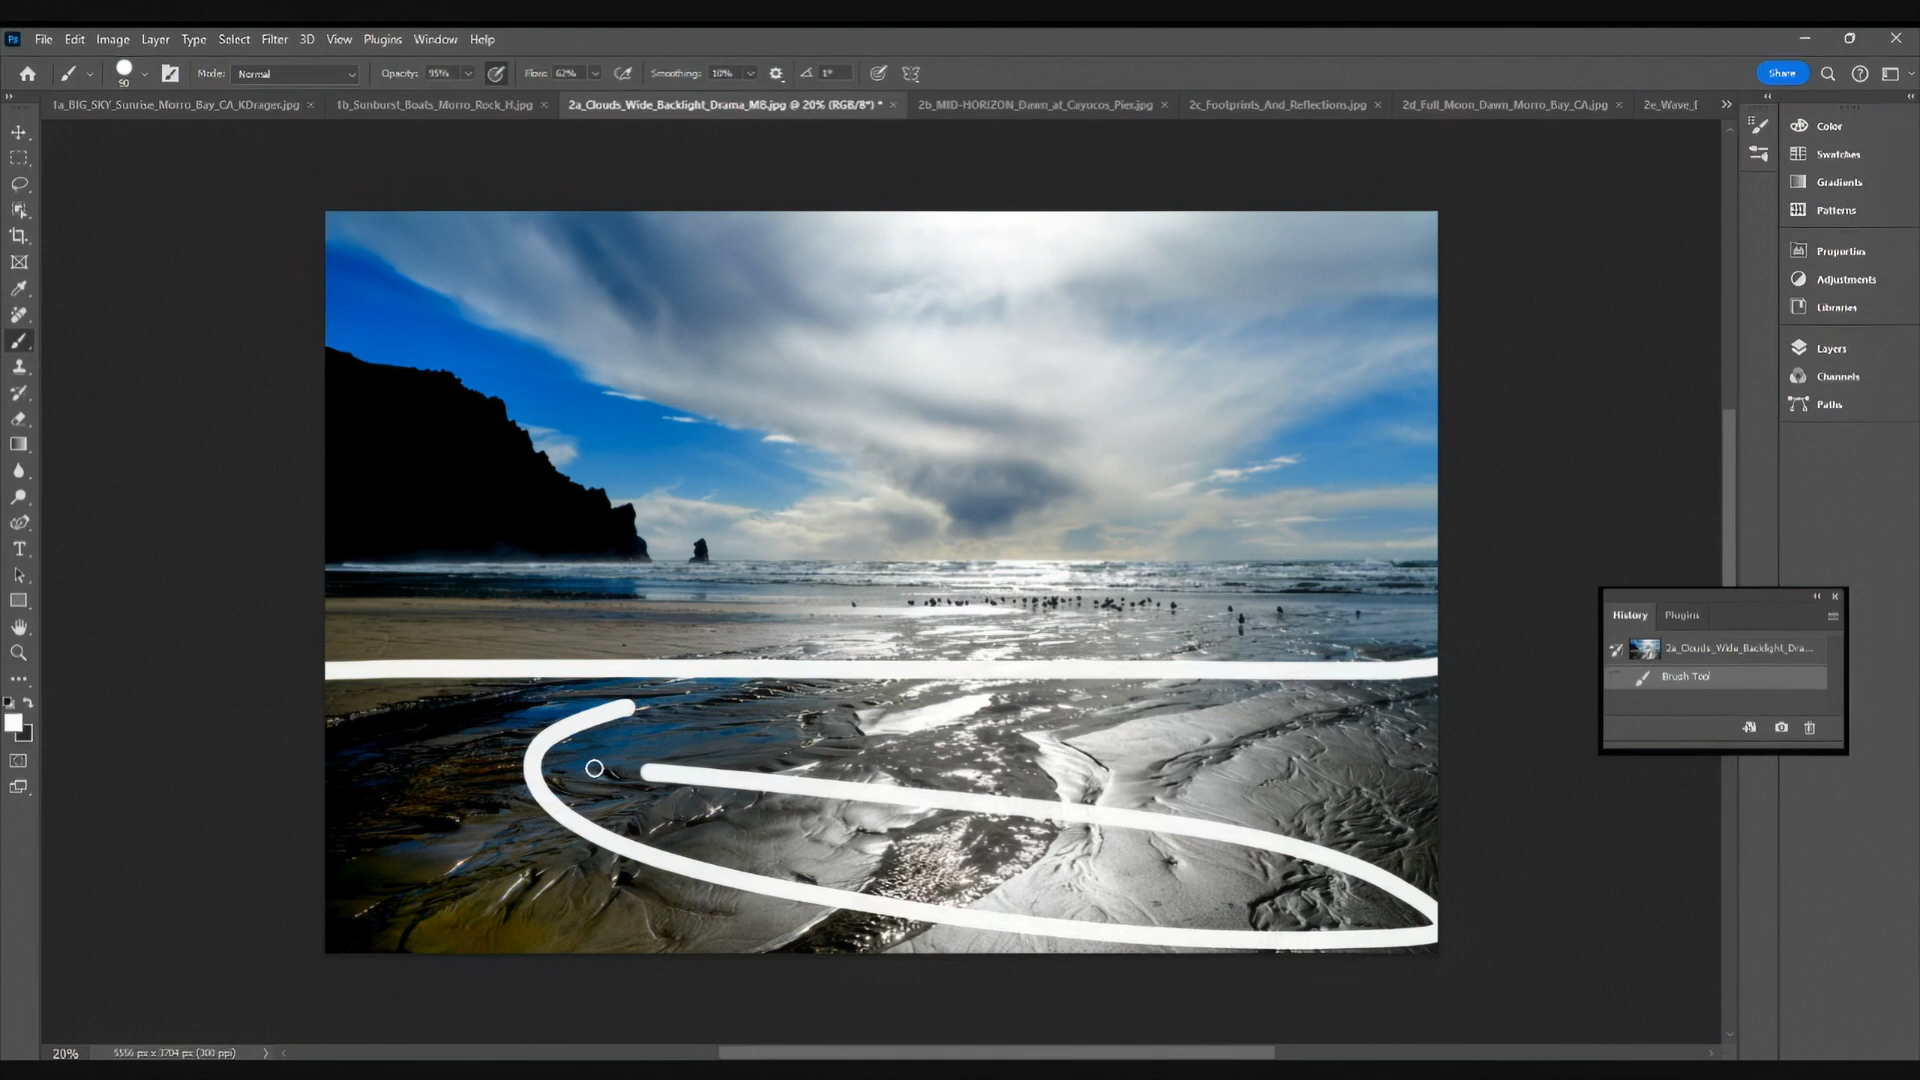 Ps File Edit Image Layer Type Select Filter 3D View Plugins Window Help
90 Mode: Normal Opacity: 95% Flow: 62% Smoothing: 10% 1° Share
1a_BIG_SKY_Sunrise_Morro_Bay_CA_KDrager.jpg × 1b_Sunburst_Boats_Morro_Rock_H.jpg × 2a_Clouds_Wide_Backlight_Drama_MB.jpg @ 20% (RGB/8*) * × 2b_MID-HORIZON_Dawn_at_Cayucos_Pier.jpg × 2c_Footprints_And_Reflections.jpg × 2d_Full_Moon_Dawn_Morro_Bay_CA.jpg × 2e_Wave_
Color
Swatches
Gradients
Patterns
Properties
Adjustments
Libraries
Layers
Channels
Paths
History Plugins
2a_Clouds_Wide_Backlight_Dra...
Brush Tool
20% 5556 px x 3704 px (300 ppi)